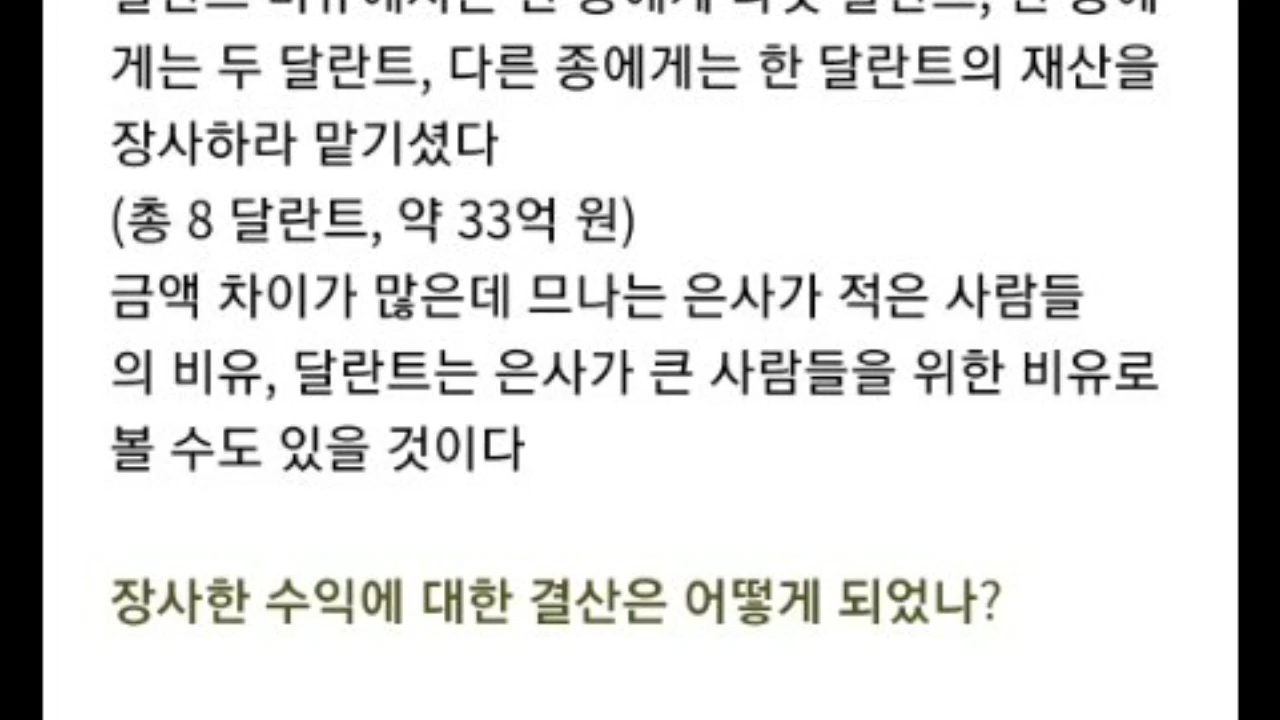 게는 두 달란트, 다른 종에게는 한 달란트의 재산을
장사하라 맡기셨다
(총 8 달란트, 약 33억 원)
금액 차이가 많은데 므나는 은사가 적은 사람들
의 비유, 달란트는 은사가 큰 사람들을 위한 비유로
볼 수도 있을 것이다
장사한 수익에 대한 결산은 어떻게 되었나?